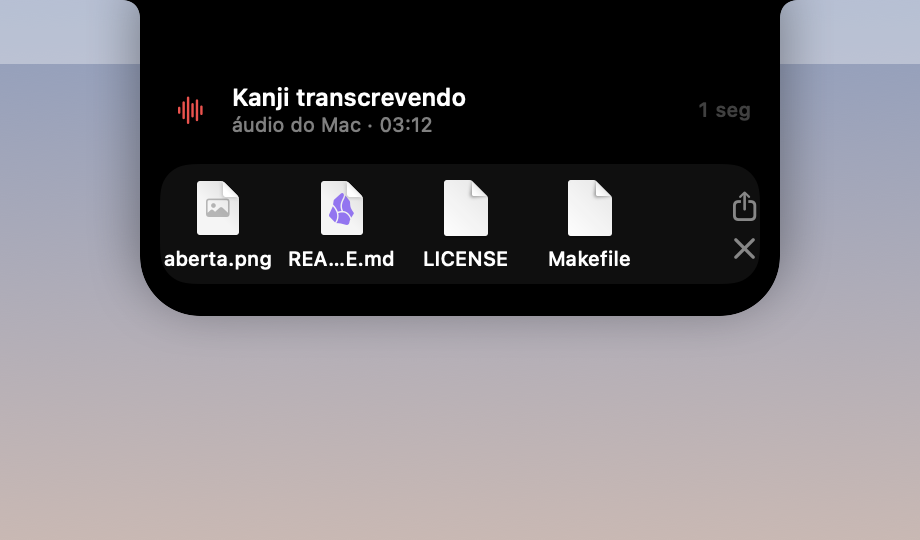 Kanji transcrevendo
áudio do Mac · 03:12
1 seg
aberta.png
REA...E.md
LICENSE
Makefile